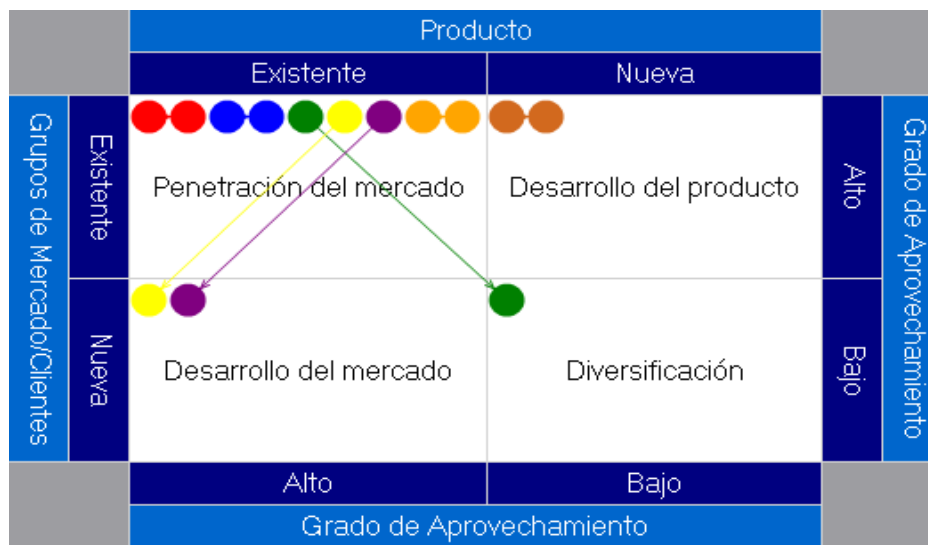 Producto
Existente
Nueva
Grupos de Mercado/Clientes
Existente
Penetración del mercado
Desarrollo del producto
Alto
Grado de Aprovechamiento
Nueva
Desarrollo del mercado
Diversificación
Bajo
Alto
Bajo
Grado de Aprovechamiento